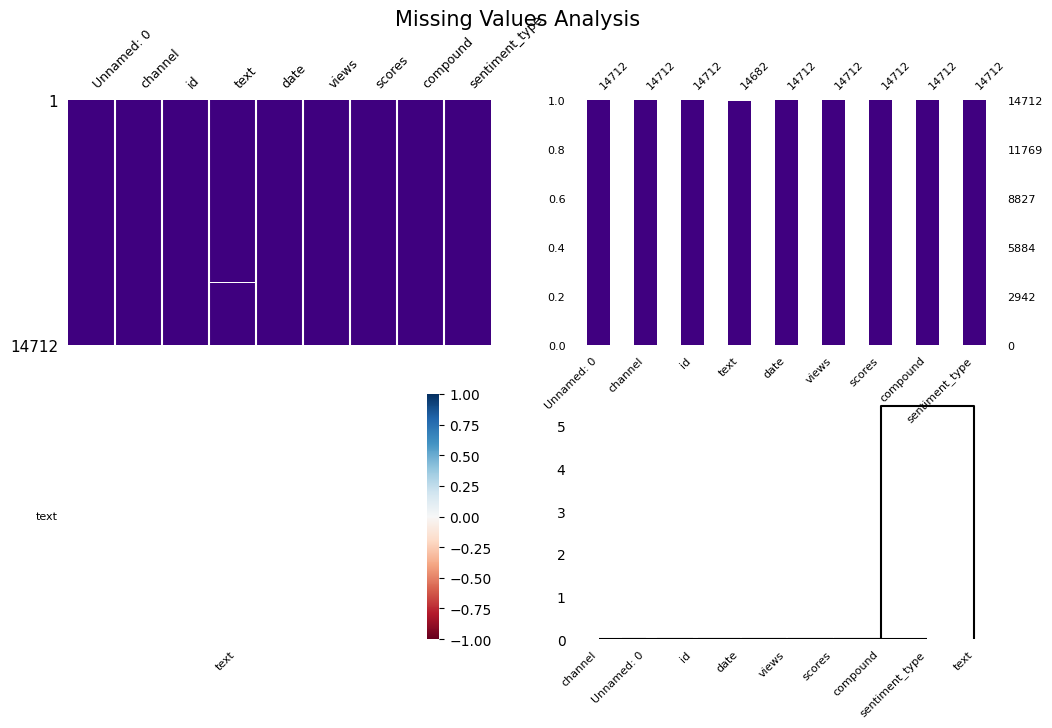 Missing Values Analysis
Unnamed: 0
channel
id
text
date
views
scores
compound
sentiment_type
1
14712
14712
14712
14712
14682
14712
14712
14712
14712
14712
1.0
0.8
0.6
0.4
0.2
0.0
14712
11769
8827
5884
2942
0
Unnamed: 0
channel
id
text
date
views
scores
compound
sentiment_type
text
text
1.00
0.75
0.50
0.25
0.00
−0.25
−0.50
−0.75
−1.00
5
4
3
2
1
0
channel
Unnamed: 0
id
date
views
scores
compound
sentiment_type
text